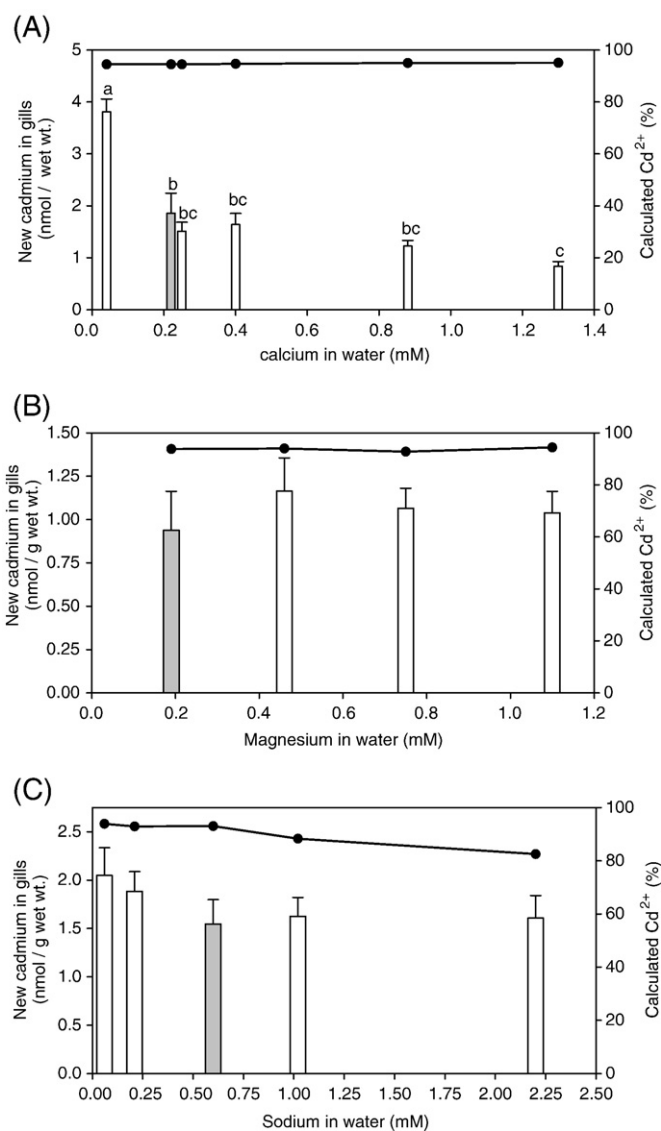 (A)
5
4
3
2
1
0
100
80
60
40
20
0
a
b
bc
bc
bc
c
New cadmium in gills
(nmol / wet wt.)
Calculated Cd²⁺ (%)
0.0 0.2 0.4 0.6 0.8 1.0 1.2 1.4
calcium in water (mM)
(B)
1.50
1.25
1.00
0.75
0.50
0.25
0.00
100
80
60
40
20
0
New cadmium in gills
(nmol / g wet wt.)
Calculated Cd²⁺ (%)
0.0 0.2 0.4 0.6 0.8 1.0 1.2
Magnesium in water (mM)
(C)
2.5
2.0
1.5
1.0
0.5
0.0
100
80
60
40
20
0
New cadmium in gills
(nmol / g wet wt.)
Calculated Cd²⁺ (%)
0.00 0.25 0.50 0.75 1.00 1.25 1.50 1.75 2.00 2.25 2.50
Sodium in water (mM)